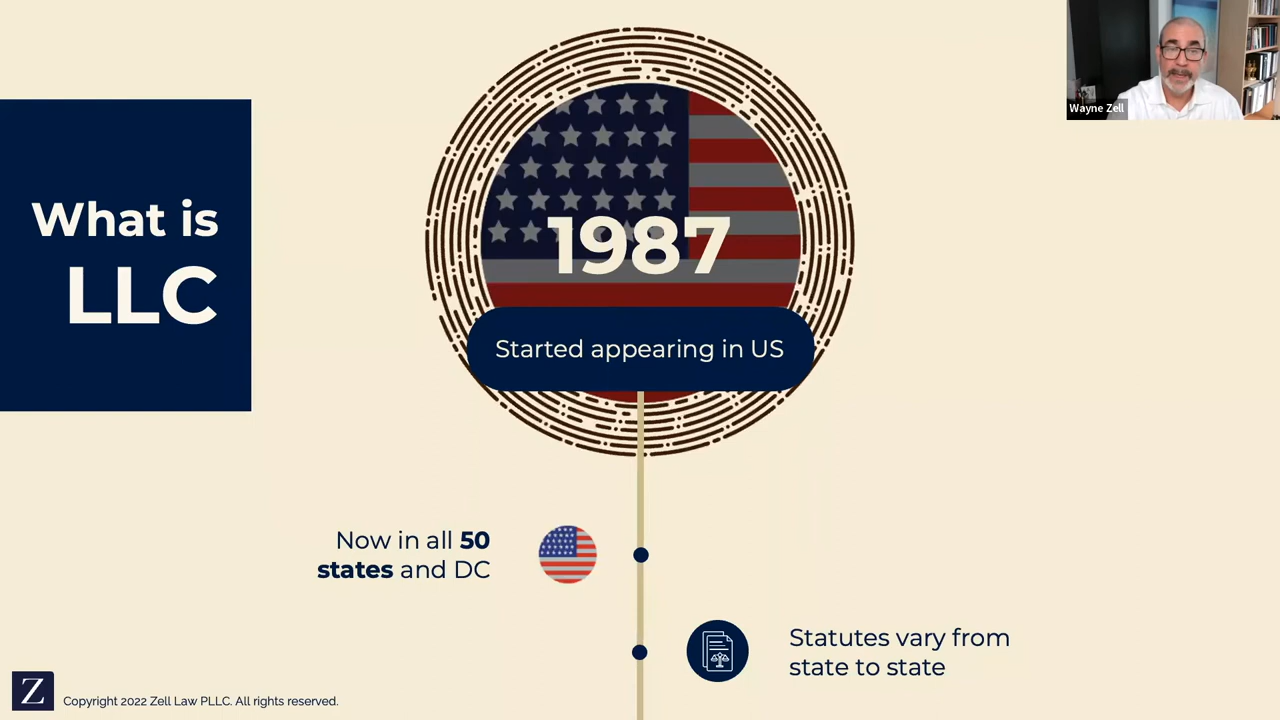 What is
LLC
1987
Started appearing in US
Now in all 50
states and DC
Statutes vary from
state to state
Z
Copyright 2022 Zell Law PLLC. All rights reserved.
Wayne Zell